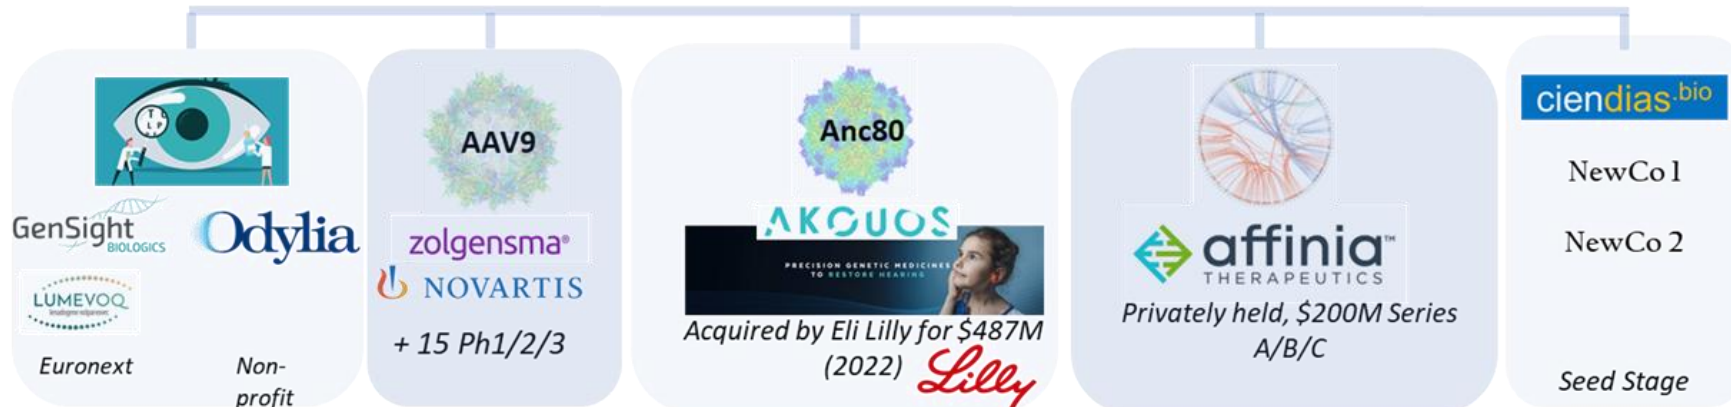 T L P
GenSight
BIOLOGICS
Odylia
LUMEVOQ
Euronext
Non-
profit
AAV9
zolgensma®
NOVARTIS
+ 15 Ph1/2/3
Anc80
AKOUOS
PRECISION GENETIC MEDICINES
TO RESTORE HEARING
Acquired by Eli Lilly for $487M
(2022)
Lilly
affinia™
THERAPEUTICS
Privately held, $200M Series
A/B/C
ciendias.bio
NewCo 1
NewCo 2
Seed Stage